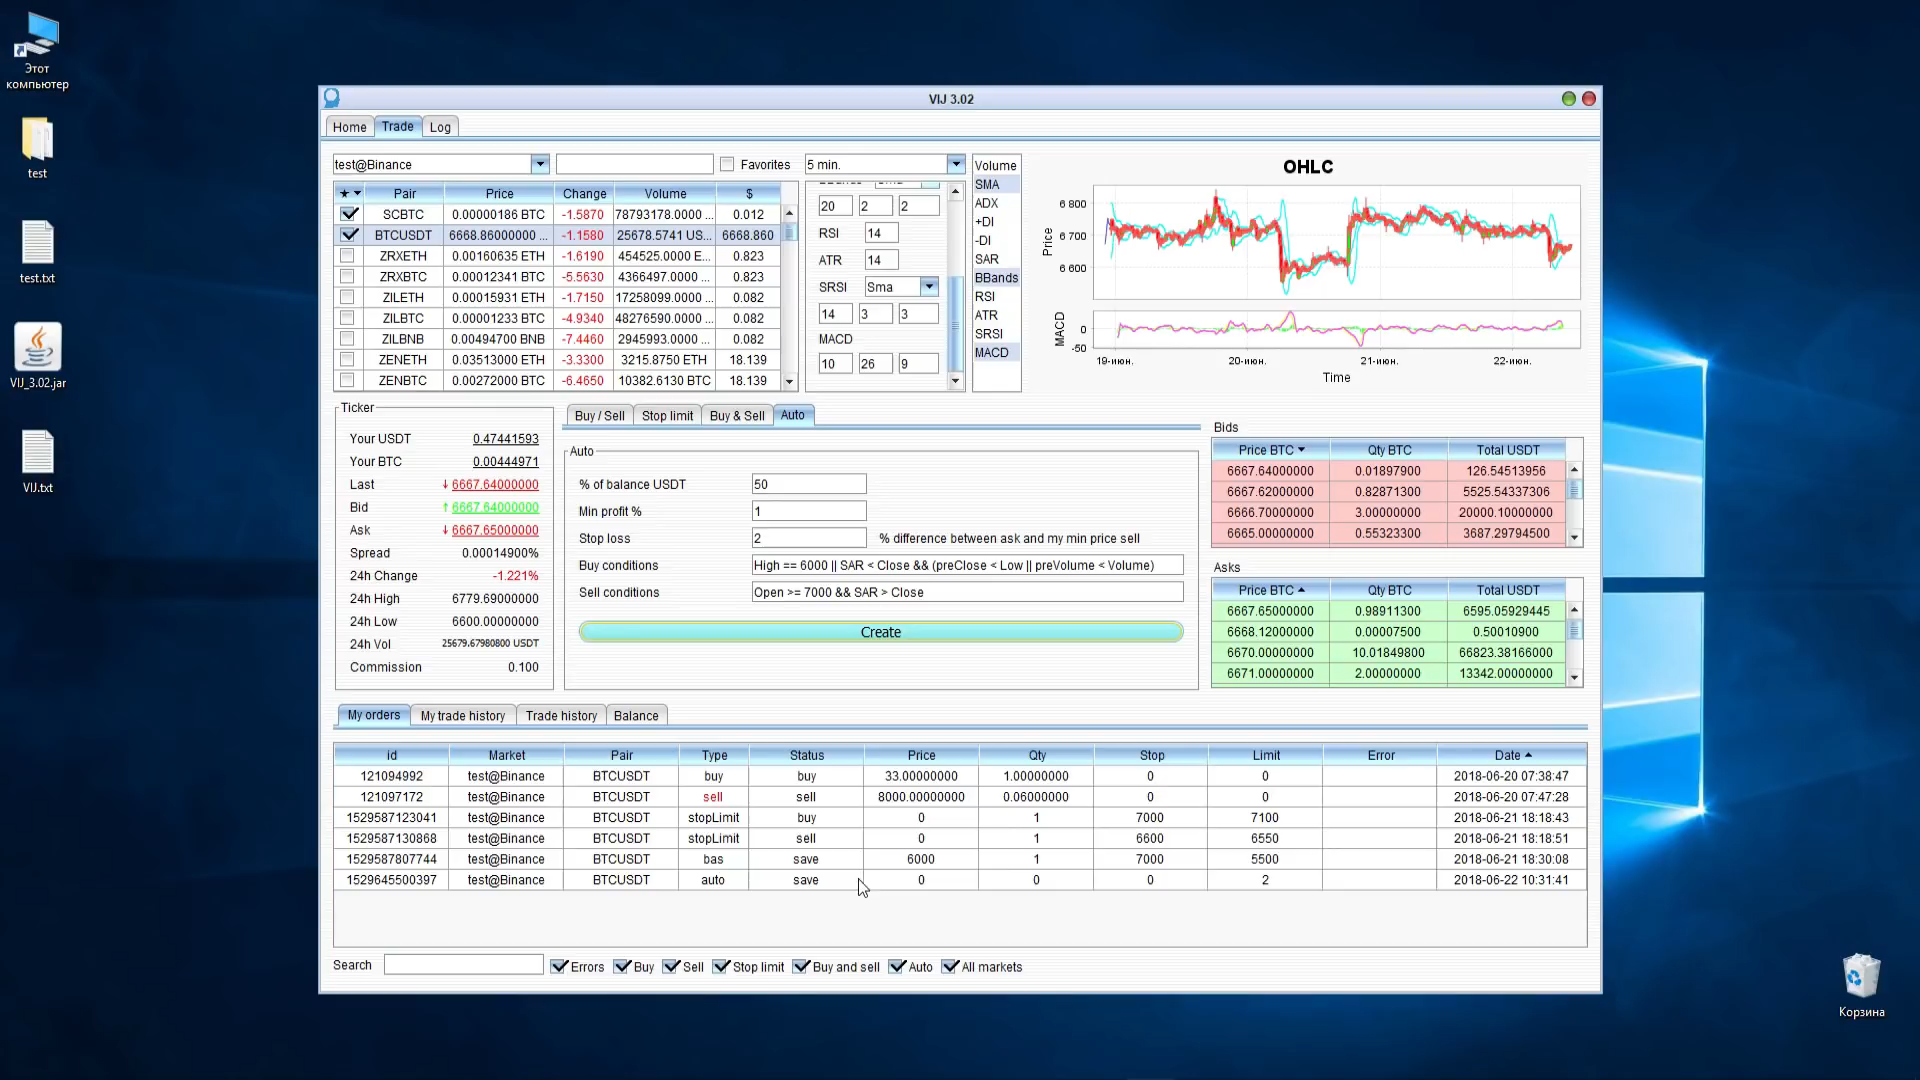 Этот
компьютер
test
test.txt
VIJ_3.02.jar
VIJ.txt
Корзина
VIJ 3.02
Home Trade Log
test@Binance Favorites 5 min.
★ Pair Price Change Volume $
SCBTC 0.00000186 BTC -1.5870 78793178.0000 ... 0.012
BTCUSDT 6668.86000000 ... -1.1580 25678.5741 US... 6668.860
ZRXETH 0.00160635 ETH -1.6190 454525.0000 E... 0.823
ZRXBTC 0.00012341 BTC -5.5630 4366497.0000 ... 0.823
ZILETH 0.00015931 ETH -1.7150 17258099.0000 ... 0.082
ZILBTC 0.00001233 BTC -4.9340 48276590.0000 ... 0.082
ZILBNB 0.00494700 BNB -7.4460 2945993.0000 ... 0.082
ZENETH 0.03513000 ETH -3.3300 3215.8750 ETH 18.139
ZENBTC 0.00272000 BTC -6.4650 10382.6130 BTC 18.139
20 2 2
RSI 14
ATR 14
SRSI Sma
14 3 3
MACD
10 26 9
Volume
SMA
ADX
+DI
-DI
SAR
BBands
RSI
ATR
SRSI
MACD
OHLC
Price
6 800
6 700
6 600
MACD
0
-50
19-июн. 20-июн. 21-июн. 22-июн.
Time
Ticker
Your USDT 0.47441593
Your BTC 0.00444971
Last ↓ 6667.64000000
Bid ↑ 6667.64000000
Ask ↓ 6667.65000000
Spread 0.00014900%
24h Change -1.221%
24h High 6779.69000000
24h Low 6600.00000000
24h Vol 25679.67980800 USDT
Commission 0.100
Buy / Sell Stop limit Buy & Sell Auto
Auto
% of balance USDT 50
Min profit % 1
Stop loss 2 % difference between ask and my min price sell
Buy conditions High == 6000 || SAR < Close && (preClose < Low || preVolume < Volume)
Sell conditions Open >= 7000 && SAR > Close
Create
Bids
Price BTC Qty BTC Total USDT
6667.64000000 0.01897900 126.54513956
6667.62000000 0.82871300 5525.54337306
6666.70000000 3.00000000 20000.10000000
6665.00000000 0.55323300 3687.29794500
Asks
Price BTC Qty BTC Total USDT
6667.65000000 0.98911300 6595.05929445
6668.12000000 0.00007500 0.50010900
6670.00000000 10.01849800 66823.38166000
6671.00000000 2.00000000 13342.00000000
My orders My trade history Trade history Balance
id Market Pair Type Status Price Qty Stop Limit Error Date
121094992 test@Binance BTCUSDT buy buy 33.00000000 1.00000000 0 0 2018-06-20 07:38:47
121097172 test@Binance BTCUSDT sell sell 8000.00000000 0.06000000 0 0 2018-06-20 07:47:28
1529587123041 test@Binance BTCUSDT stopLimit buy 0 1 7000 7100 2018-06-21 18:18:43
1529587130868 test@Binance BTCUSDT stopLimit sell 0 1 6600 6550 2018-06-21 18:18:51
1529587807744 test@Binance BTCUSDT bas save 6000 1 7000 5500 2018-06-21 18:30:08
1529645500397 test@Binance BTCUSDT auto save 0 0 0 2 2018-06-22 10:31:41
Search Errors Buy Sell Stop limit Buy and sell Auto All markets